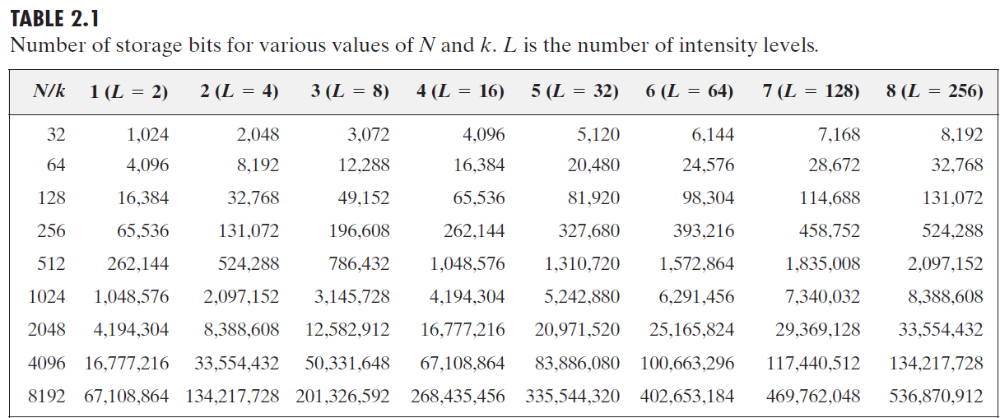 TABLE 2.1
Number of storage bits for various values of N and k. L is the number of intensity levels.
N/k 1 (L = 2) 2 (L = 4) 3 (L = 8) 4 (L = 16) 5 (L = 32) 6 (L = 64) 7 (L = 128) 8 (L = 256)
32 1,024 2,048 3,072 4,096 5,120 6,144 7,168 8,192
64 4,096 8,192 12,288 16,384 20,480 24,576 28,672 32,768
128 16,384 32,768 49,152 65,536 81,920 98,304 114,688 131,072
256 65,536 131,072 196,608 262,144 327,680 393,216 458,752 524,288
512 262,144 524,288 786,432 1,048,576 1,310,720 1,572,864 1,835,008 2,097,152
1024 1,048,576 2,097,152 3,145,728 4,194,304 5,242,880 6,291,456 7,340,032 8,388,608
2048 4,194,304 8,388,608 12,582,912 16,777,216 20,971,520 25,165,824 29,369,128 33,554,432
4096 16,777,216 33,554,432 50,331,648 67,108,864 83,886,080 100,663,296 117,440,512 134,217,728
8192 67,108,864 134,217,728 201,326,592 268,435,456 335,544,320 402,653,184 469,762,048 536,870,912